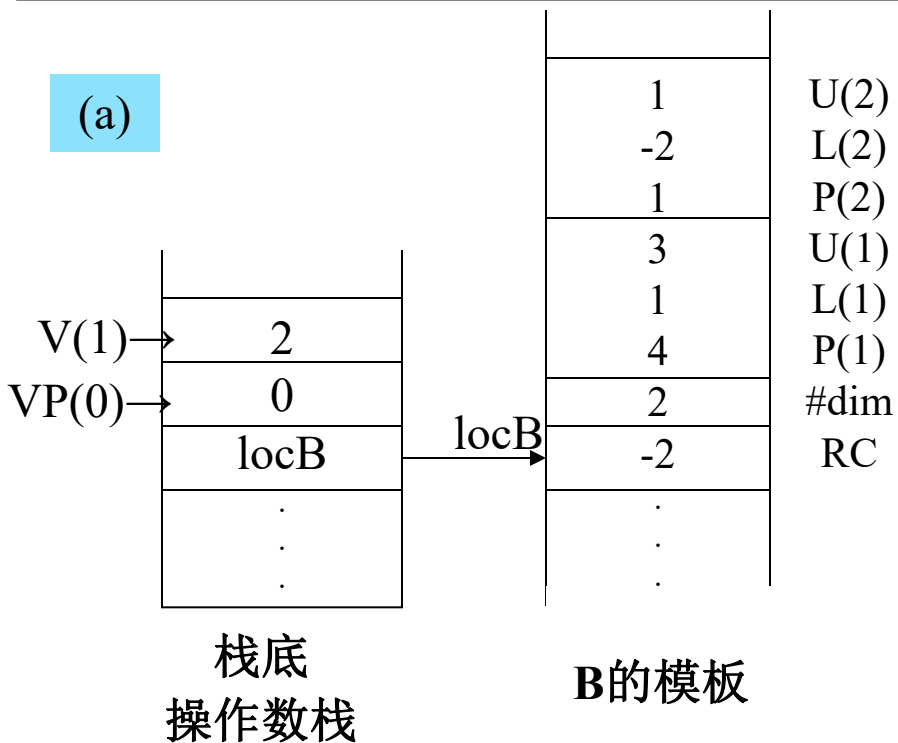 (a)
1 U(2)
-2 L(2)
1 P(2)
3 U(1)
1 L(1)
4 P(1)
2 #dim
-2 RC
V(1)→ 2
VP(0)→ 0
locB
locB
栈底
操作数栈
B的模板